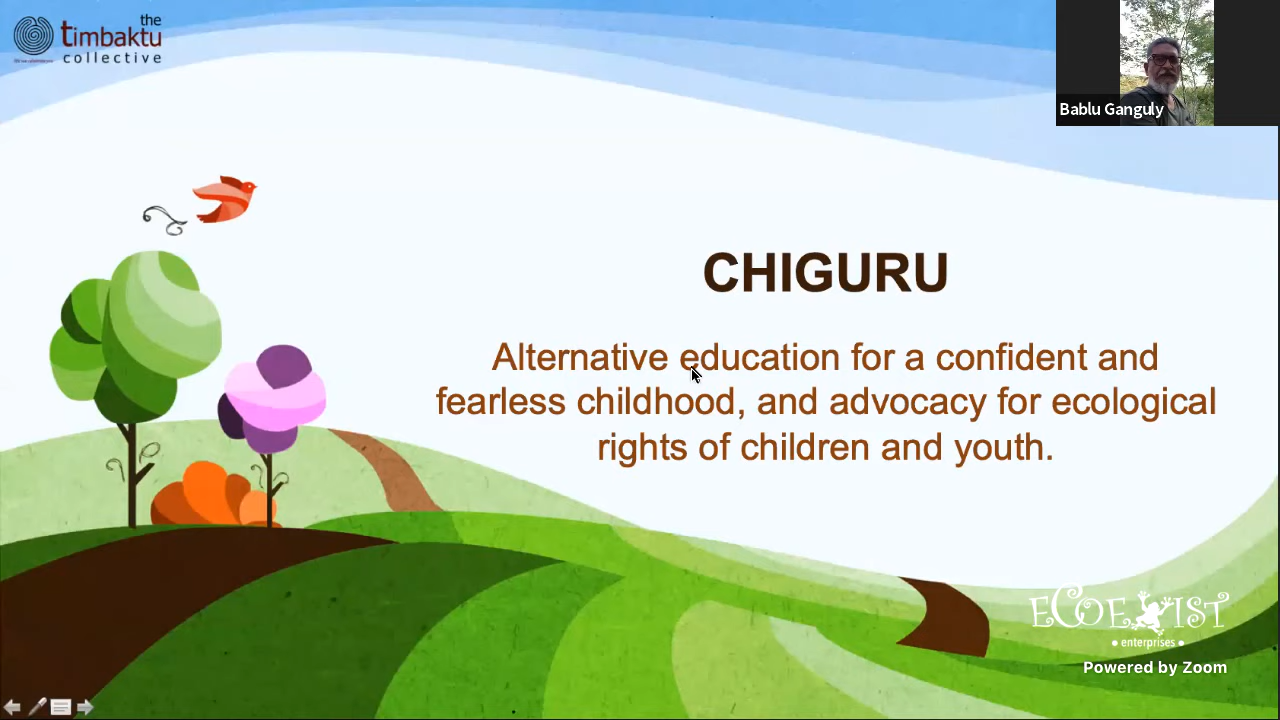 the
timbaktu
collective
Bablu Ganguly
CHIGURU
Alternative education for a confident and
fearless childhood, and advocacy for ecological
rights of children and youth.
ECOEXIST
• enterprises •
Powered by Zoom